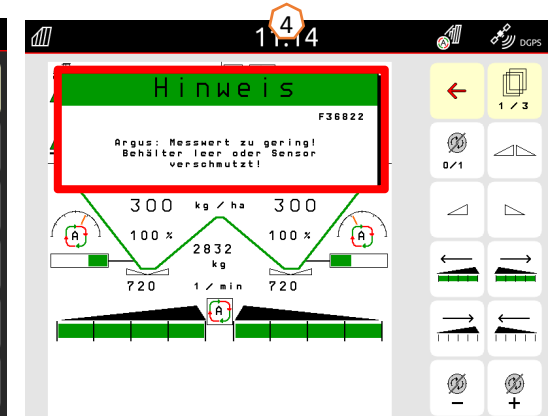 4
11:14
A
DGPS
Hinweis
F36822
Argus: Messwert zu gering!
Behälter leer oder Sensor
verschmutzt!
1 / 3
0/1
300 kg / ha 300
A 100 % 100 % A
2832
kg
720 1 / min 720
A
- +